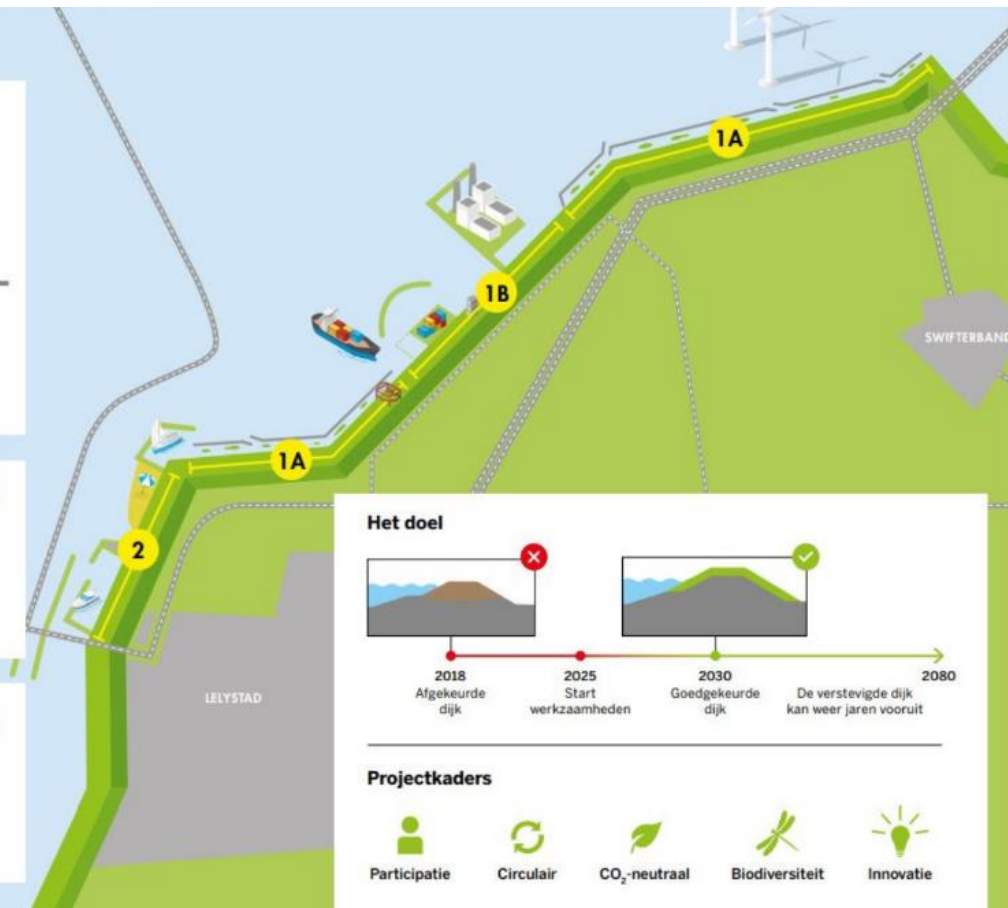 1A
1B
SWIFTERBAND
1A
2
LELYSTAD
Het doel
2018
Afgekeurde
dijk
2025
Start
werkzaamheden
2030
Goedgekeurde
dijk
De verstevigde dijk
kan weer jaren vooruit
2080
Projectkaders
Participatie
Circulair
CO₂-neutraal
Biodiversiteit
Innovatie